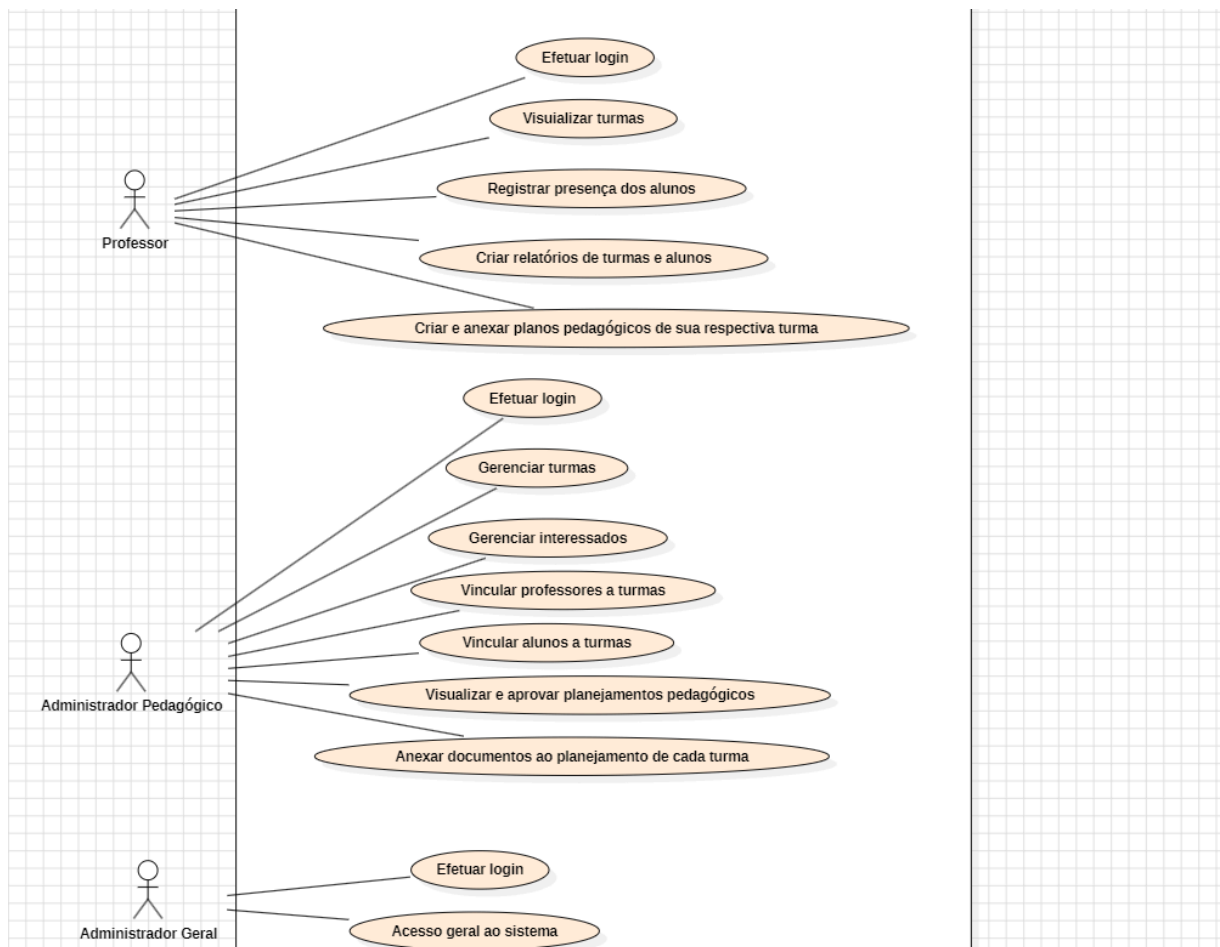 Efetuar login
Visuializar turmas
Registrar presença dos alunos
Professor
Criar relatórios de turmas e alunos
Criar e anexar planos pedagógicos de sua respectiva turma
Efetuar login
Gerenciar turmas
Gerenciar interessados
Vincular professores a turmas
Vincular alunos a turmas
Visualizar e aprovar planejamentos pedagógicos
Administrador Pedagógico
Anexar documentos ao planejamento de cada turma
Efetuar login
Acesso geral ao sistema
Administrador Geral